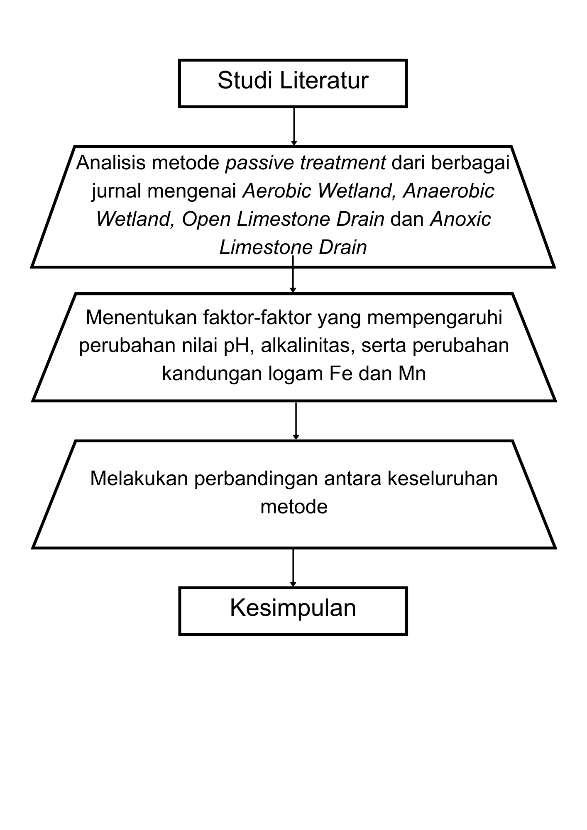 Studi Literatur
Analisis metode passive treatment dari berbagai
jurnal mengenai Aerobic Wetland, Anaerobic
Wetland, Open Limestone Drain dan Anoxic
Limestone Drain
Menentukan faktor-faktor yang mempengaruhi
perubahan nilai pH, alkalinitas, serta perubahan
kandungan logam Fe dan Mn
Melakukan perbandingan antara keseluruhan
metode
Kesimpulan